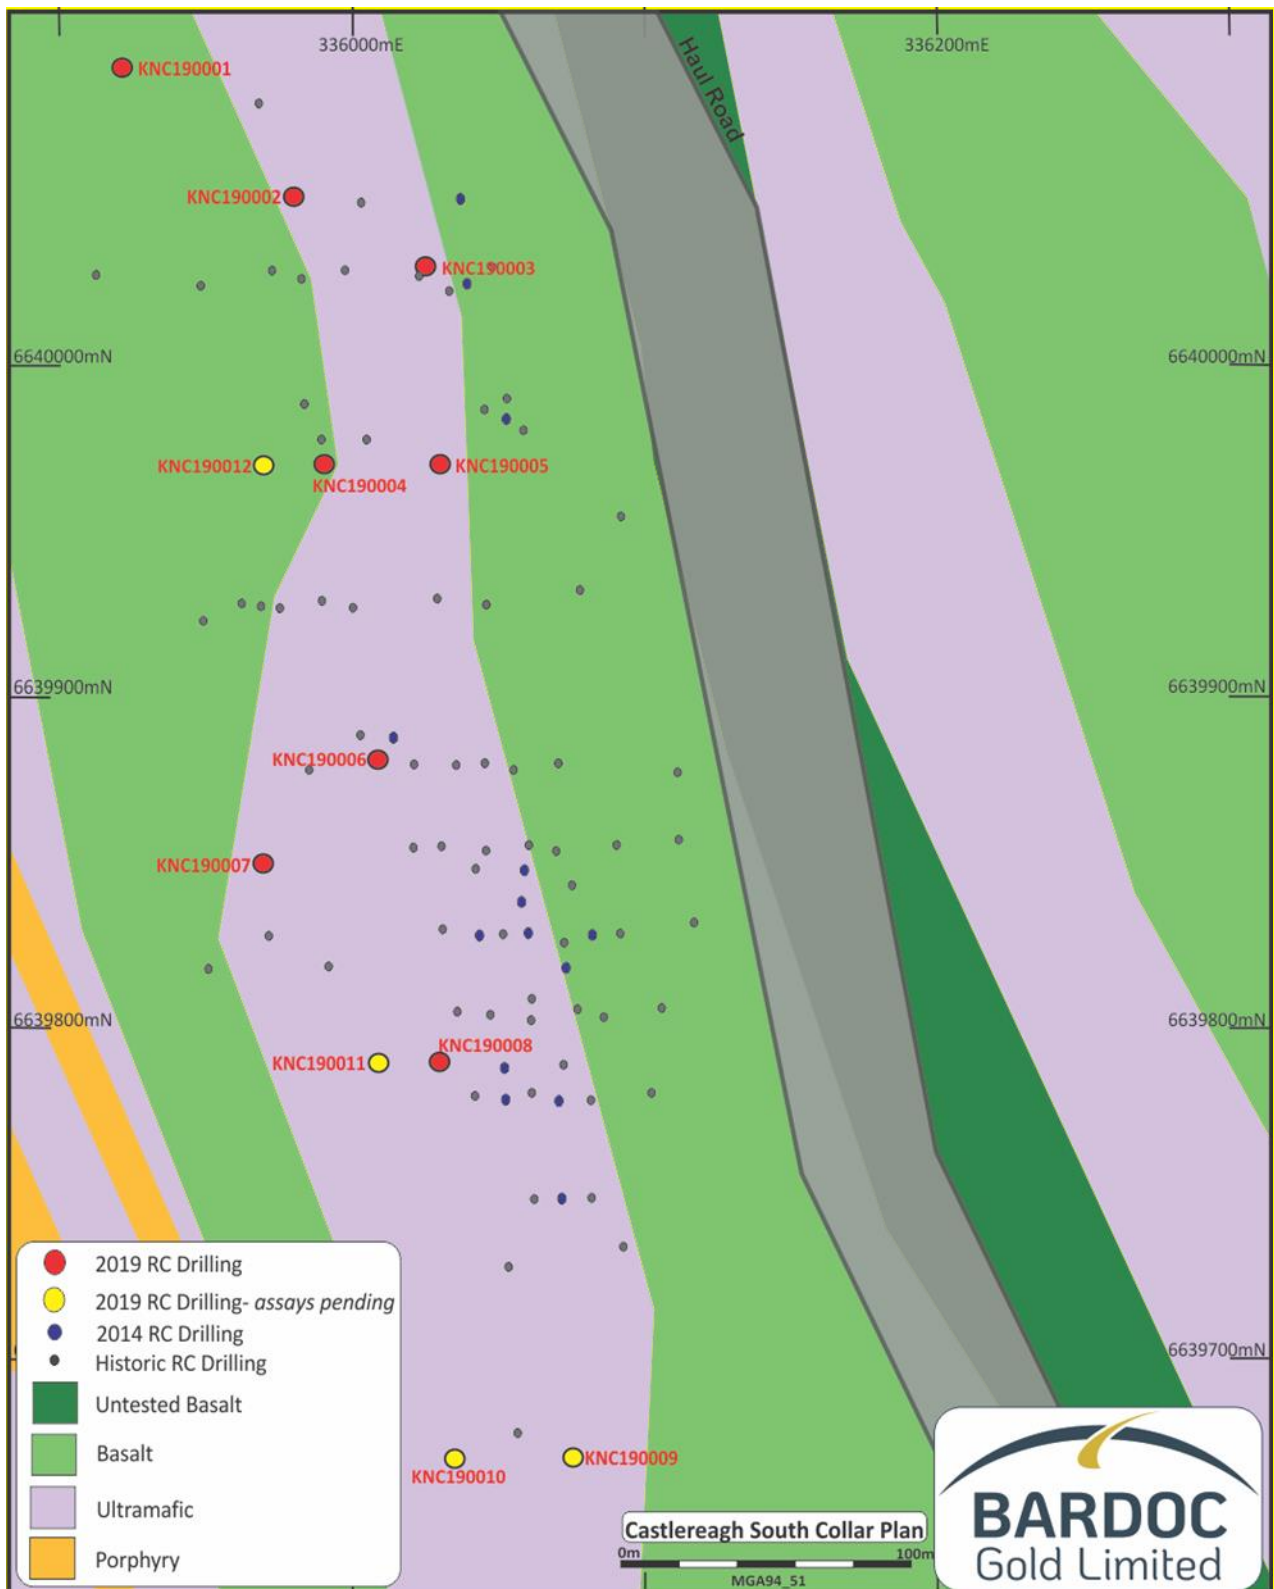 336000mE
336200mE
Haul Road
KNC190001
KNC190002
KNC190003
6640000mN
6640000mN
KNC190012
KNC190004
KNC190005
6639900mN
6639900mN
KNC190006
KNC190007
6639800mN
6639800mN
KNC190008
KNC190011
2019 RC Drilling
2019 RC Drilling- assays pending
2014 RC Drilling
Historic RC Drilling
6639700mN
Untested Basalt
Basalt
Ultramafic
Porphyry
KNC190010
KNC190009
Castlereagh South Collar Plan
0m
100m
MGA94_51
BARDOC
Gold Limited